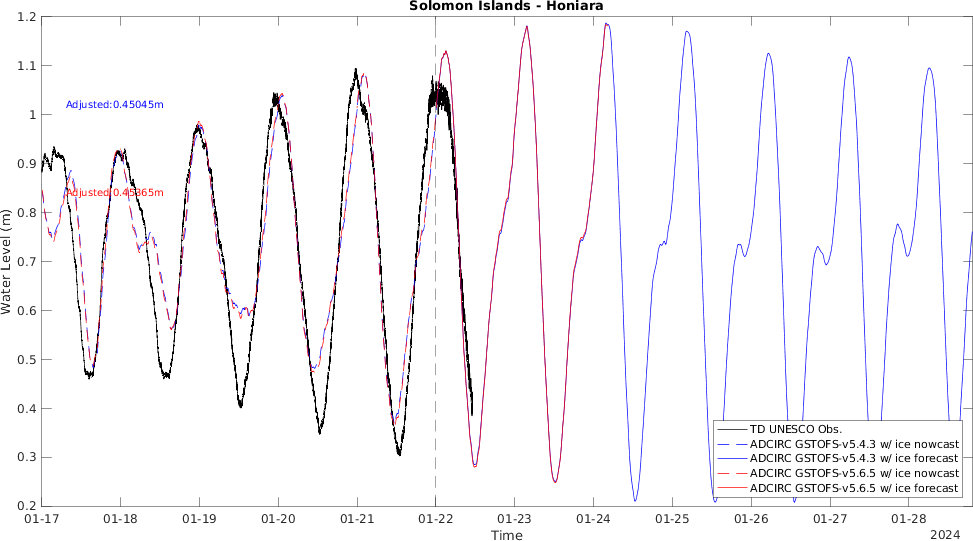 Solomon Islands - Honiara
1.2
1.1
1
0.9
0.8
0.7
0.6
0.5
0.4
0.3
0.2
Water Level (m)
Adjusted:0.45045m
Adjusted:0.45365m
TD UNESCO Obs.
ADCIRC GSTOFS-v5.4.3 w/ ice nowcast
ADCIRC GSTOFS-v5.4.3 w/ ice forecast
ADCIRC GSTOFS-v5.6.5 w/ ice nowcast
ADCIRC GSTOFS-v5.6.5 w/ ice forecast
01-17 01-18 01-19 01-20 01-21 01-22 01-23 01-24 01-25 01-26 01-27 01-28
Time
2024